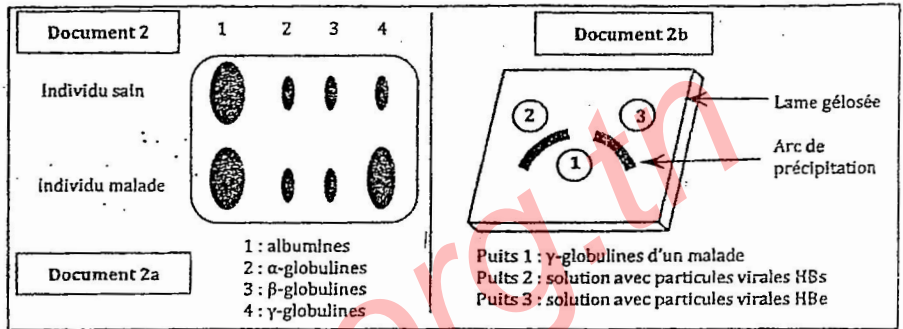 Document 2
1 2 3 4
Individu sain
individu malade
1 : albumines
2 : α-globulines
3 : β-globulines
4 : γ-globulines
Document 2a
Document 2b
2
3
1
Lame gélosée
Arc de
précipitation
Puits 1 : γ-globulines d'un malade
Puits 2 : solution avec particules virales HBs
Puits 3 : solution avec particules virales HBe
org.tn